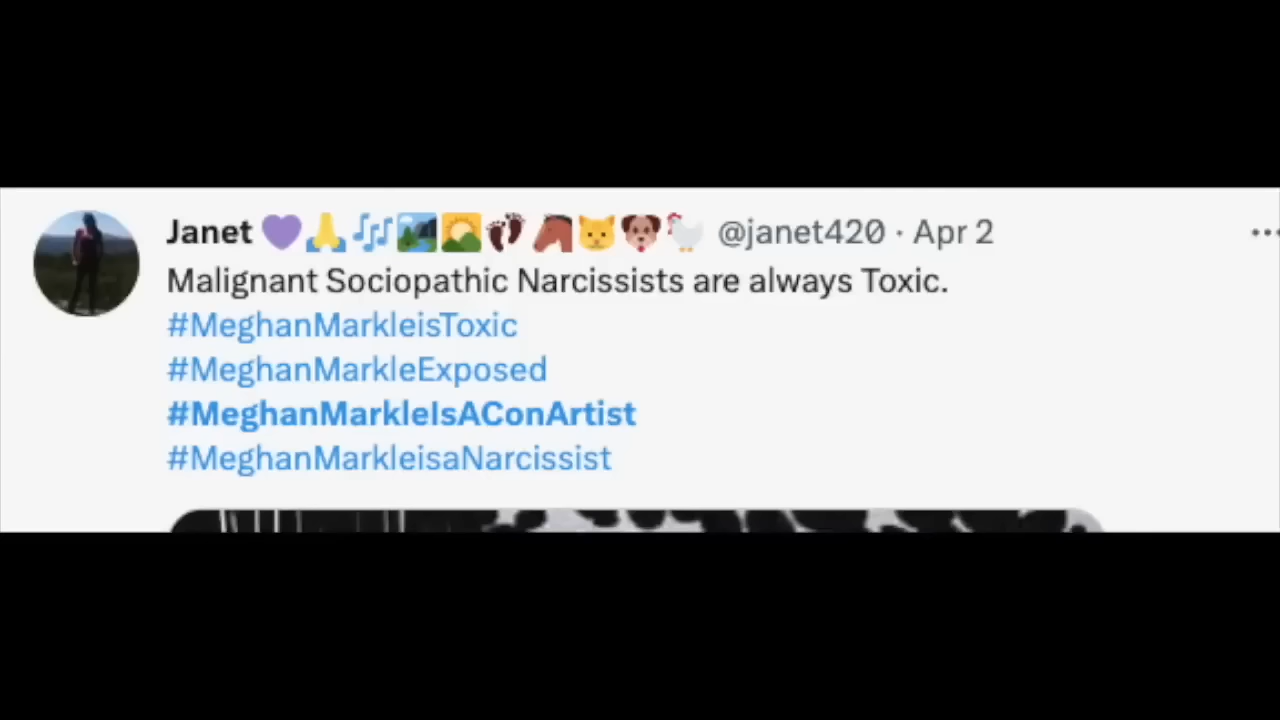 Janet 💜🙏🎶🏞️🌄👣🐴🐱🐶🐓 @janet420 · Apr 2
Malignant Sociopathic Narcissists are always Toxic.
#MeghanMarkleisToxic
#MeghanMarkleExposed
#MeghanMarkleIsAConArtist
#MeghanMarkleisaNarcissist